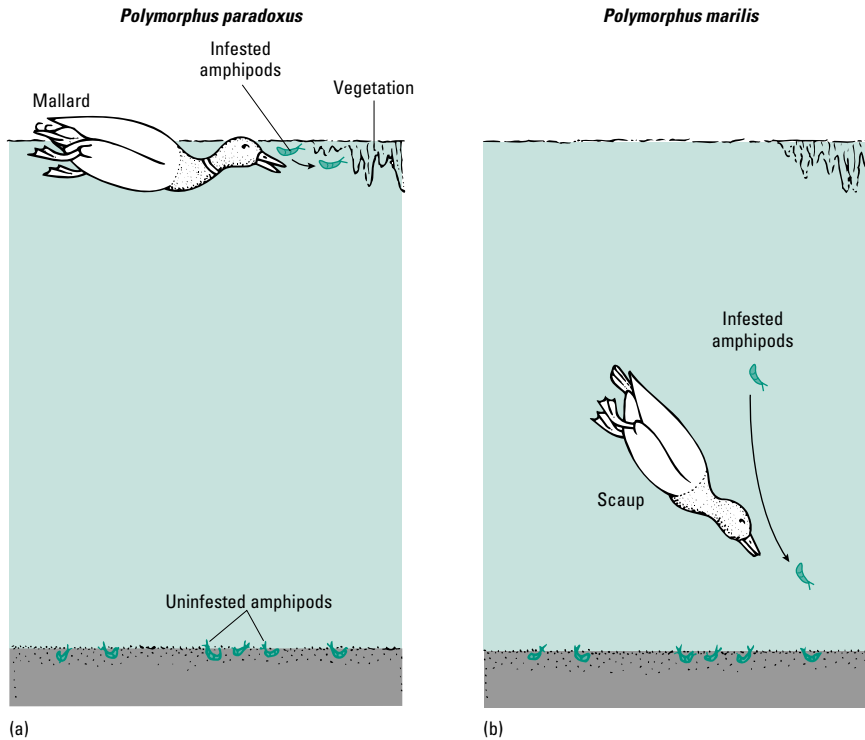 Polymorphus paradoxus
Infested
amphipods
Vegetation
Mallard
Uninfested amphipods
(a)
Polymorphus marilis
Infested
amphipods
Scaup
(b)